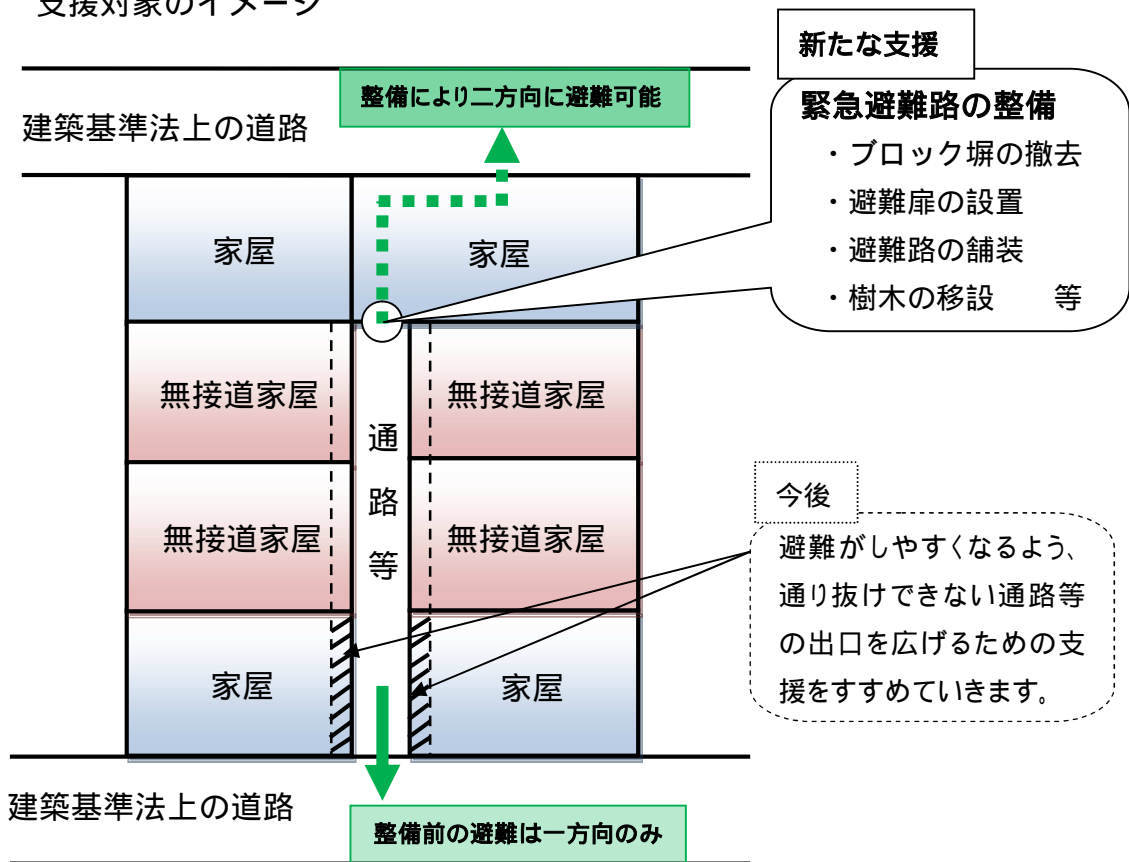 支援対象のイメージ
新たな支援
緊急避難路の整備
・ブロック塀の撤去
・避難扉の設置
・避難路の舗装
・樹木の移設 等
整備により二方向に避難可能
建築基準法上の道路
家屋
家屋
無接道家屋
無接道家屋
通路等
無接道家屋
無接道家屋
今後
避難がしやすくなるよう、
通り抜けできない通路等
の出口を広げるための支
援をすすめていきます。
家屋
家屋
建築基準法上の道路
整備前の避難は一方向のみ